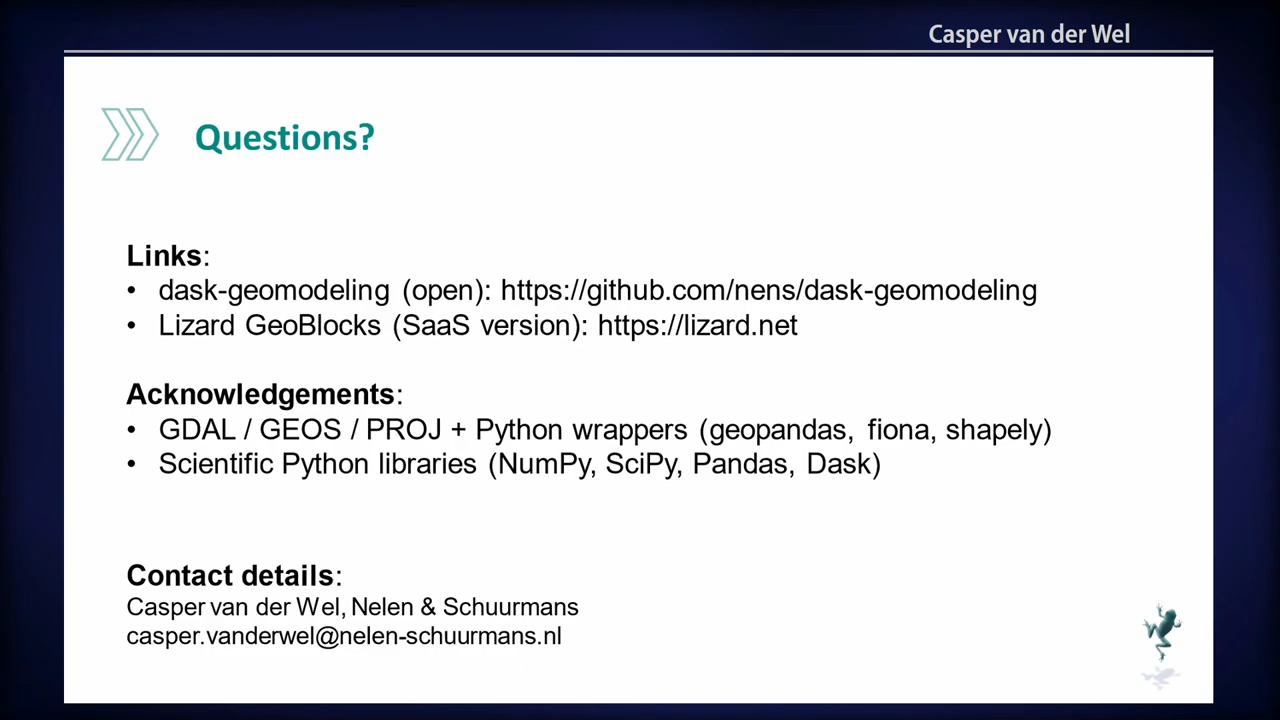 Casper van der Wel
Questions?
Links:
• dask-geomodeling (open): https://github.com/nens/dask-geomodeling
• Lizard GeoBlocks (SaaS version): https://lizard.net
Acknowledgements:
• GDAL / GEOS / PROJ + Python wrappers (geopandas, fiona, shapely)
• Scientific Python libraries (NumPy, SciPy, Pandas, Dask)
Contact details:
Casper van der Wel, Nelen & Schuurmans
casper.vanderwel@nelen-schuurmans.nl